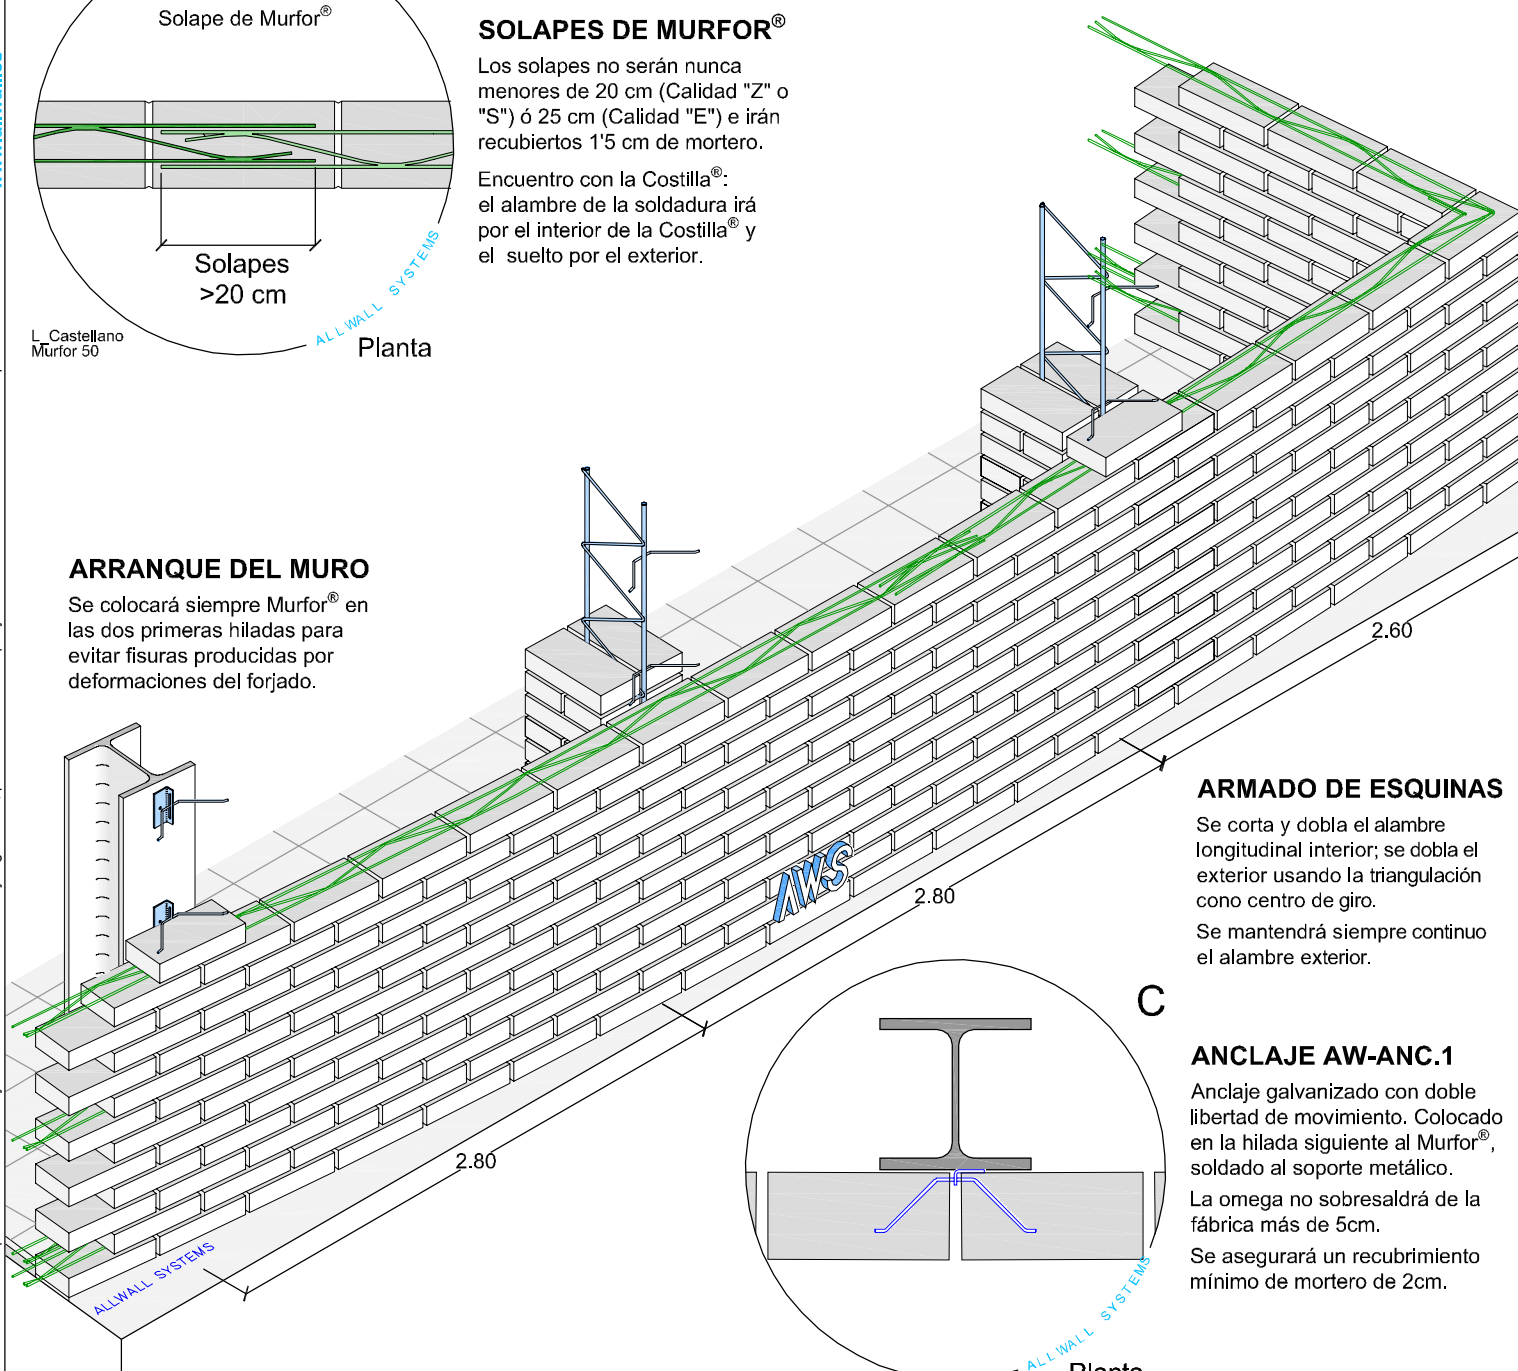 Solape de Murfor®
Solapes
>20 cm
ALLWALL SYSTEMS
L_Castellano
Murfor 50
Planta
SOLAPES DE MURFOR®
Los solapes no serán nunca
menores de 20 cm (Calidad "Z" o
"S") ó 25 cm (Calidad "E") e irán
recubiertos 1'5 cm de mortero.
Encuentro con la Costilla®:
el alambre de la soldadura irá
por el interior de la Costilla® y
el suelto por el exterior.
ARRANQUE DEL MURO
Se colocará siempre Murfor® en
las dos primeras hiladas para
evitar fisuras producidas por
deformaciones del forjado.
2.60
2.80
2.80
AWS
ALLWALL SYSTEMS
ARMADO DE ESQUINAS
Se corta y dobla el alambre
longitudinal interior; se dobla el
exterior usando la triangulación
cono centro de giro.
Se mantendrá siempre continuo
el alambre exterior.
C
ANCLAJE AW-ANC.1
Anclaje galvanizado con doble
libertad de movimiento. Colocado
en la hilada siguiente al Murfor®,
soldado al soporte metálico.
La omega no sobresaldrá de la
fábrica más de 5cm.
Se asegurará un recubrimiento
mínimo de mortero de 2cm.
ALLWALL SYSTEMS
Planta